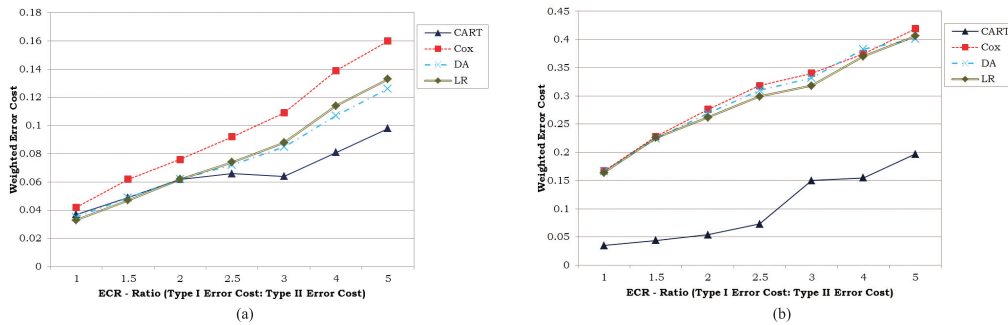 0.18
0.16
0.14
0.12
0.1
0.08
0.06
0.04
0.02
0
Weighted Error Cost
1 1.5 2 2.5 3 4 5
ECR - Ratio (Type I Error Cost: Type II Error Cost)
CART
Cox
DA
LR
(a)
0.45
0.4
0.35
0.3
0.25
0.2
0.15
0.1
0.05
0
Weighted Error Cost
1 1.5 2 2.5 3 4 5
ECR - Ratio (Type I Error Cost: Type II Error Cost)
CART
Cox
DA
LR
(b)